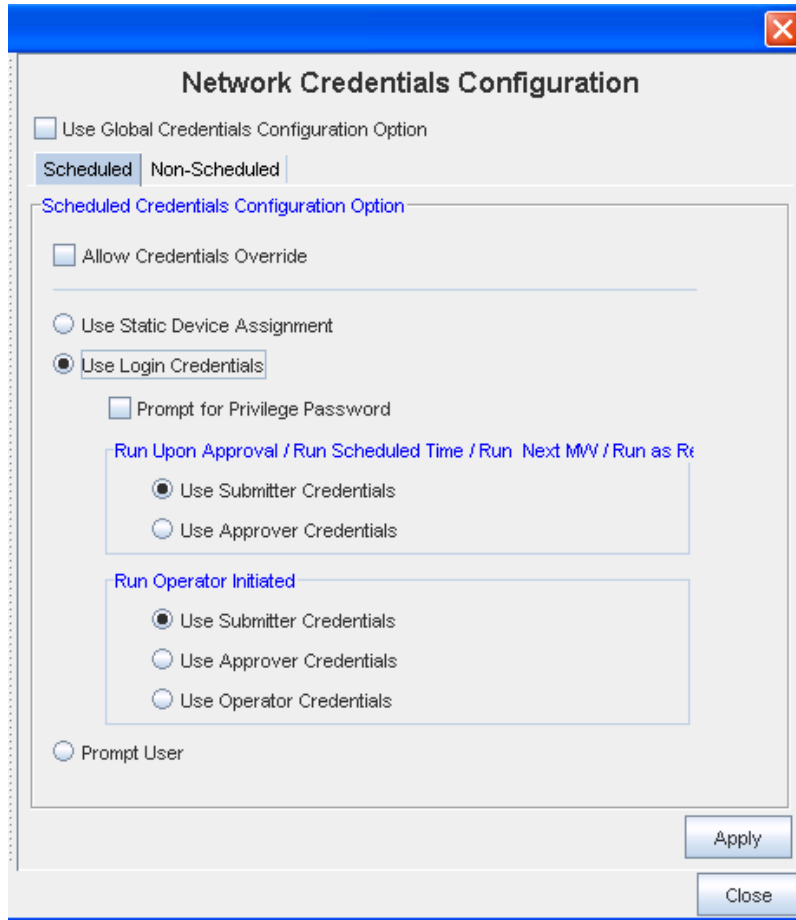 Network Credentials Configuration
Use Global Credentials Configuration Option
Scheduled Non-Scheduled
Scheduled Credentials Configuration Option
Allow Credentials Override
Use Static Device Assignment
Use Login Credentials
Prompt for Privilege Password
Run Upon Approval / Run Scheduled Time / Run Next MW / Run as Re
Use Submitter Credentials
Use Approver Credentials
Run Operator Initiated
Use Submitter Credentials
Use Approver Credentials
Use Operator Credentials
Prompt User
Apply
Close